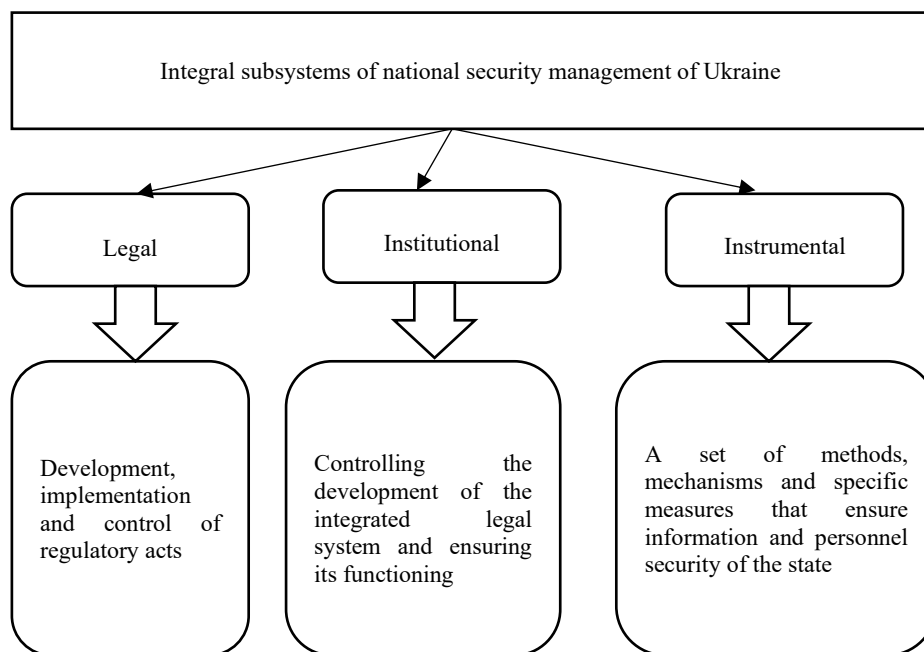 Integral subsystems of national security management of Ukraine
Legal
Institutional
Instrumental
Development,
implementation
and control of
regulatory acts
Controlling the
development of the
integrated legal
system and ensuring
its functioning
A set of methods,
mechanisms and specific
measures that ensure
information and personnel
security of the state